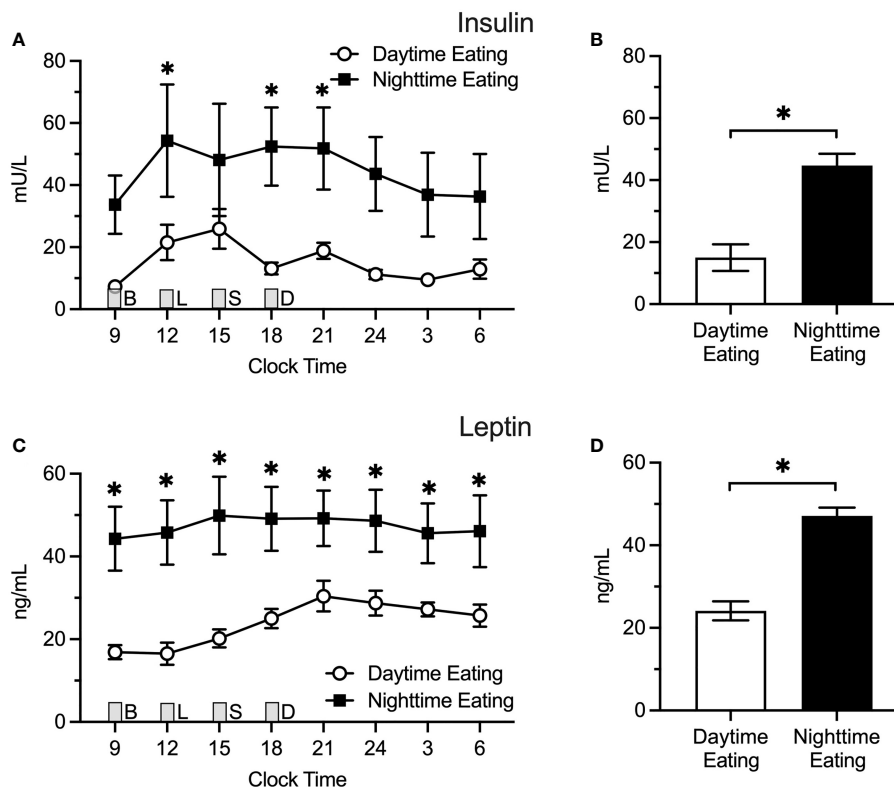 Insulin
A
Daytime Eating
Nighttime Eating
*
*
*
80
60
40
20
0
mU/L
B
L
S
D
9
12
15
18
21
24
3
6
Clock Time
B
*
80
60
40
20
0
mU/L
Daytime
Eating
Nighttime
Eating
Leptin
C
*
*
*
*
*
*
*
*
60
40
20
0
ng/mL
Daytime Eating
Nighttime Eating
B
L
S
D
9
12
15
18
21
24
3
6
Clock Time
D
*
60
40
20
0
ng/mL
Daytime
Eating
Nighttime
Eating